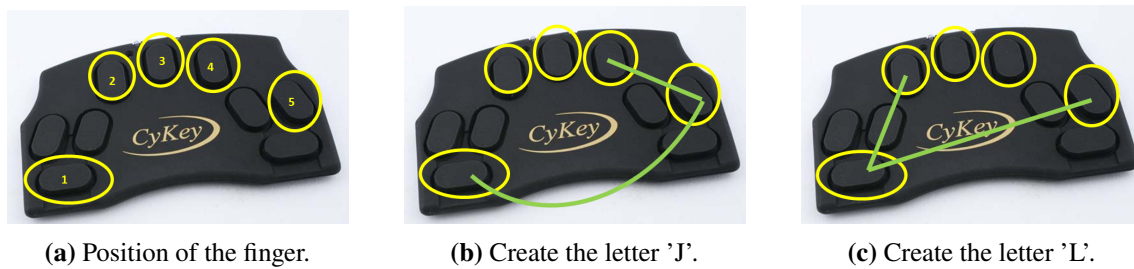 1
2
3
4
5
CyKey
CyKey
CyKey
(a) Position of the finger.
(b) Create the letter 'J'.
(c) Create the letter 'L'.